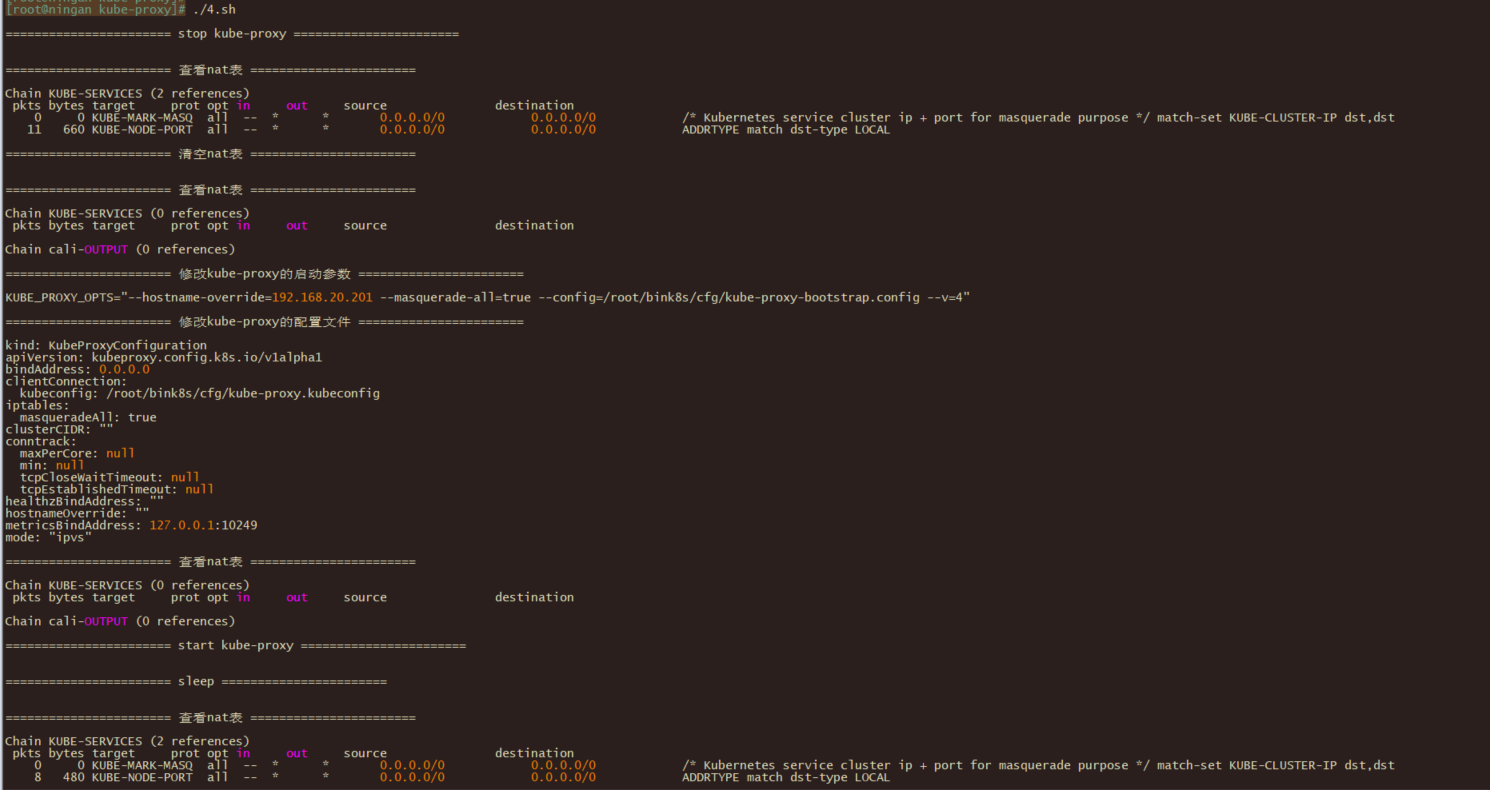 [root@ningan kube-proxy]# ./4.sh
======================= stop kube-proxy =======================
======================= 查看nat表 =======================
Chain KUBE-SERVICES (2 references)
pkts bytes target prot opt in out source destination
0 0 KUBE-MARK-MASQ all -- * * 0.0.0.0/0 0.0.0.0/0 /* Kubernetes service cluster ip + port for masquerade purpose */ match-set KUBE-CLUSTER-IP dst,dst
11 660 KUBE-NODE-PORT all -- * * 0.0.0.0/0 0.0.0.0/0 ADDRTYPE match dst-type LOCAL
======================= 清空nat表 =======================
======================= 查看nat表 =======================
Chain KUBE-SERVICES (0 references)
pkts bytes target prot opt in out source destination
Chain cali-OUTPUT (0 references)
======================= 修改kube-proxy的启动参数 =======================
KUBE_PROXY_OPTS="--hostname-override=192.168.20.201 --masquerade-all=true --config=/root/bink8s/cfg/kube-proxy-bootstrap.config --v=4"
======================= 修改kube-proxy的配置文件 =======================
kind: KubeProxyConfiguration
apiVersion: kubeproxy.config.k8s.io/v1alpha1
bindAddress: 0.0.0.0
clientConnection:
  kubeconfig: /root/bink8s/cfg/kube-proxy.kubeconfig
iptables:
  masqueradeAll: true
clusterCIDR: ""
conntrack:
  maxPerCore: null
  min: null
  tcpCloseWaitTimeout: null
  tcpEstablishedTimeout: null
healthzBindAddress: ""
hostnameOverride: ""
metricsBindAddress: 127.0.0.1:10249
mode: "ipvs"
======================= 查看nat表 =======================
Chain KUBE-SERVICES (0 references)
pkts bytes target prot opt in out source destination
Chain cali-OUTPUT (0 references)
======================= start kube-proxy =======================
======================= sleep =======================
======================= 查看nat表 =======================
Chain KUBE-SERVICES (2 references)
pkts bytes target prot opt in out source destination
0 0 KUBE-MARK-MASQ all -- * * 0.0.0.0/0 0.0.0.0/0 /* Kubernetes service cluster ip + port for masquerade purpose */ match-set KUBE-CLUSTER-IP dst,dst
8 480 KUBE-NODE-PORT all -- * * 0.0.0.0/0 0.0.0.0/0 ADDRTYPE match dst-type LOCAL